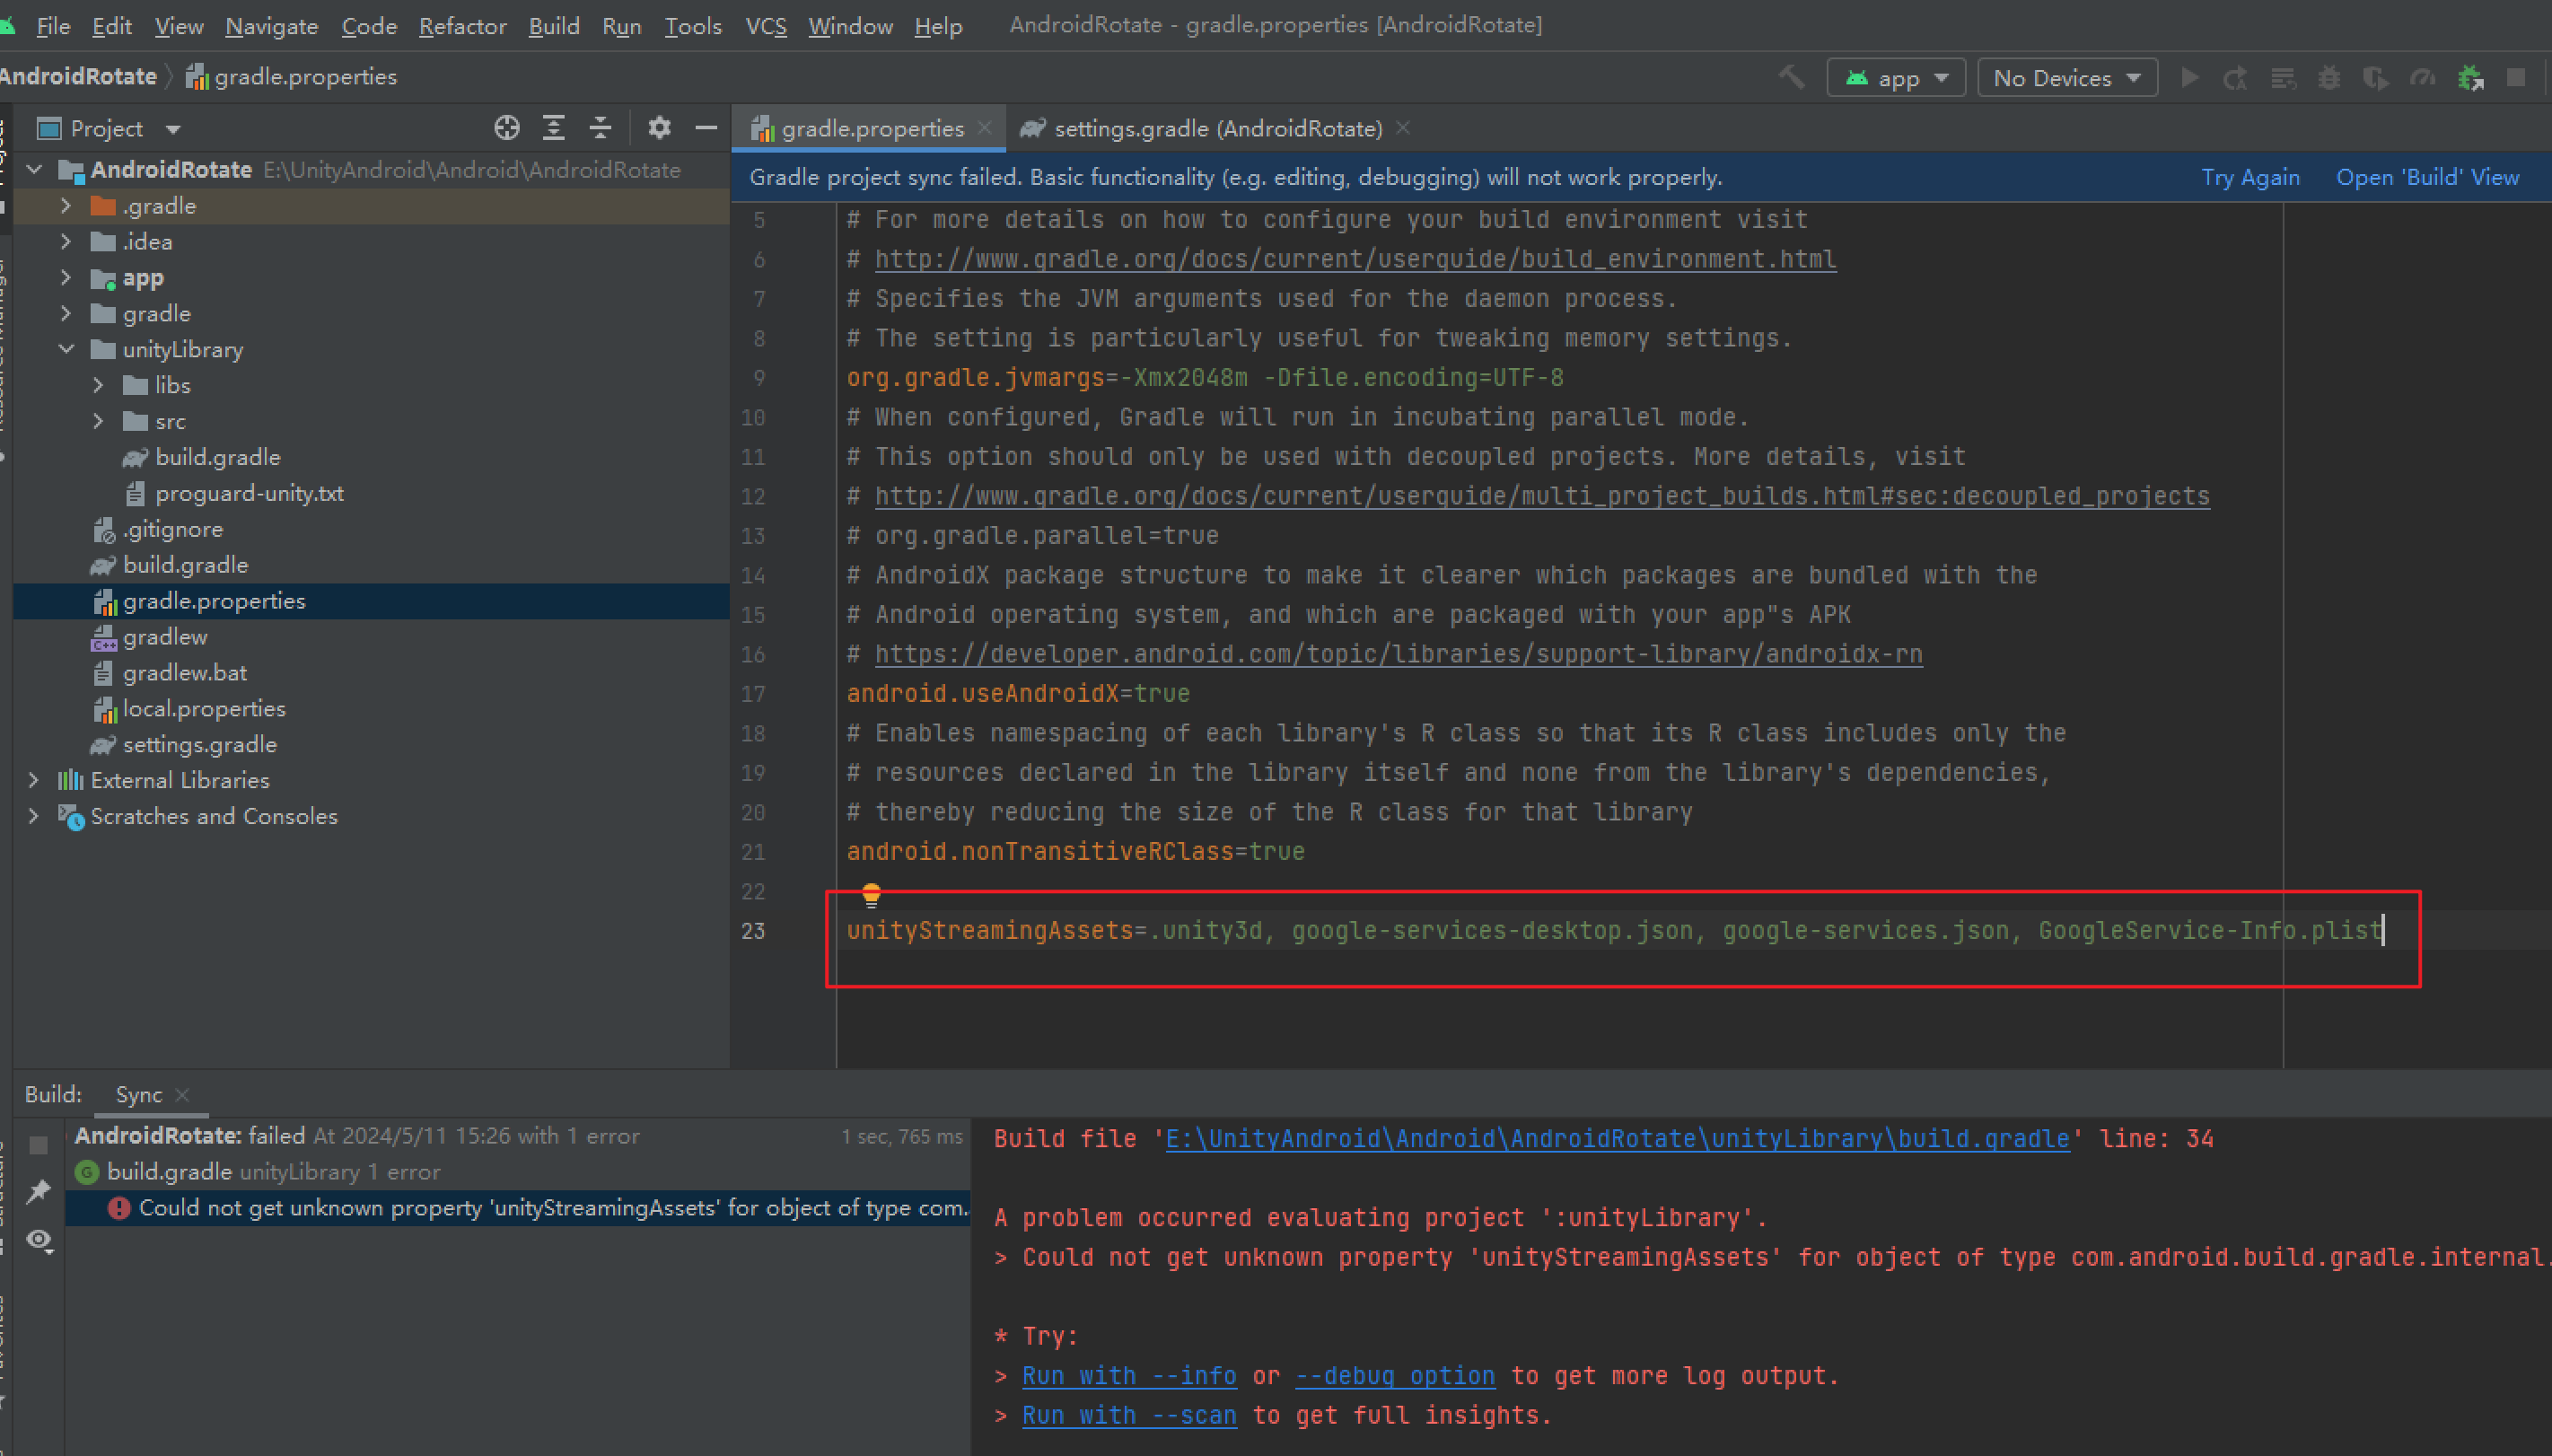 File Edit View Navigate Code Refactor Build Run Tools VCS Window Help AndroidRotate - gradle.properties [AndroidRotate]
AndroidRotate gradle.properties app No Devices
Project
gradle.properties settings.gradle (AndroidRotate)
Gradle project sync failed. Basic functionality (e.g. editing, debugging) will not work properly. Try Again Open 'Build' View
AndroidRotate E:\UnityAndroid\Android\AndroidRotate
.gradle
.idea
app
gradle
unityLibrary
libs
src
build.gradle
proguard-unity.txt
.gitignore
build.gradle
gradle.properties
gradlew
gradlew.bat
local.properties
settings.gradle
External Libraries
Scratches and Consoles
5 # For more details on how to configure your build environment visit
6 # http://www.gradle.org/docs/current/userguide/build_environment.html
7 # Specifies the JVM arguments used for the daemon process.
8 # The setting is particularly useful for tweaking memory settings.
9 org.gradle.jvmargs=-Xmx2048m -Dfile.encoding=UTF-8
10 # When configured, Gradle will run in incubating parallel mode.
11 # This option should only be used with decoupled projects. More details, visit
12 # http://www.gradle.org/docs/current/userguide/multi_project_builds.html#sec:decoupled_projects
13 # org.gradle.parallel=true
14 # AndroidX package structure to make it clearer which packages are bundled with the
15 # Android operating system, and which are packaged with your app"s APK
16 # https://developer.android.com/topic/libraries/support-library/androidx-rn
17 android.useAndroidX=true
18 # Enables namespacing of each library's R class so that its R class includes only the
19 # resources declared in the library itself and none from the library's dependencies,
20 # thereby reducing the size of the R class for that library
21 android.nonTransitiveRClass=true
22
23 unityStreamingAssets=.unity3d, google-services-desktop.json, google-services.json, GoogleService-Info.plist
Build: Sync
AndroidRotate: failed At 2024/5/11 15:26 with 1 error 1 sec, 765 ms
build.gradle unityLibrary 1 error
Could not get unknown property 'unityStreamingAssets' for object of type com.
Build file 'E:\UnityAndroid\Android\AndroidRotate\unityLibrary\build.gradle' line: 34
A problem occurred evaluating project ':unityLibrary'.
> Could not get unknown property 'unityStreamingAssets' for object of type com.android.build.gradle.internal.
* Try:
> Run with --info or --debug option to get more log output.
> Run with --scan to get full insights.